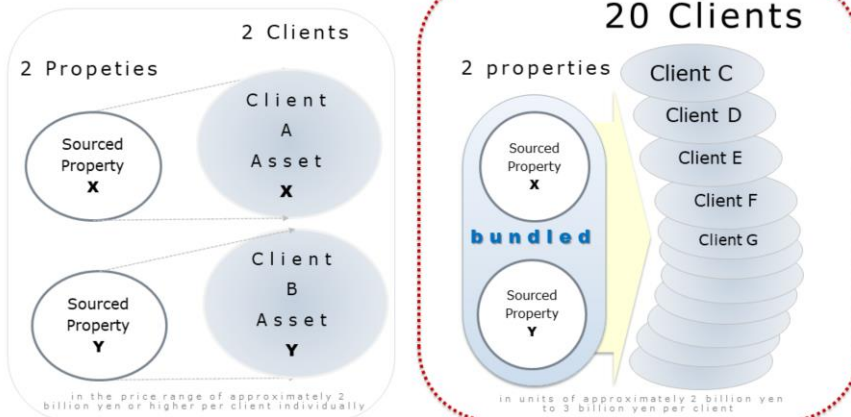 2 Clients
2 Propeties
Client
A
Asset
X
Sourced
Property
X
Client
B
Asset
Y
Sourced
Property
Y
in the price range of approximately 2
billion yen or higher per client individually
20 Clients
2 properties
Sourced
Property
X
bundled
Sourced
Property
Y
Client C
Client D
Client E
Client F
Client G
in units of approximately 2 billion yen
to 3 billion yen per client